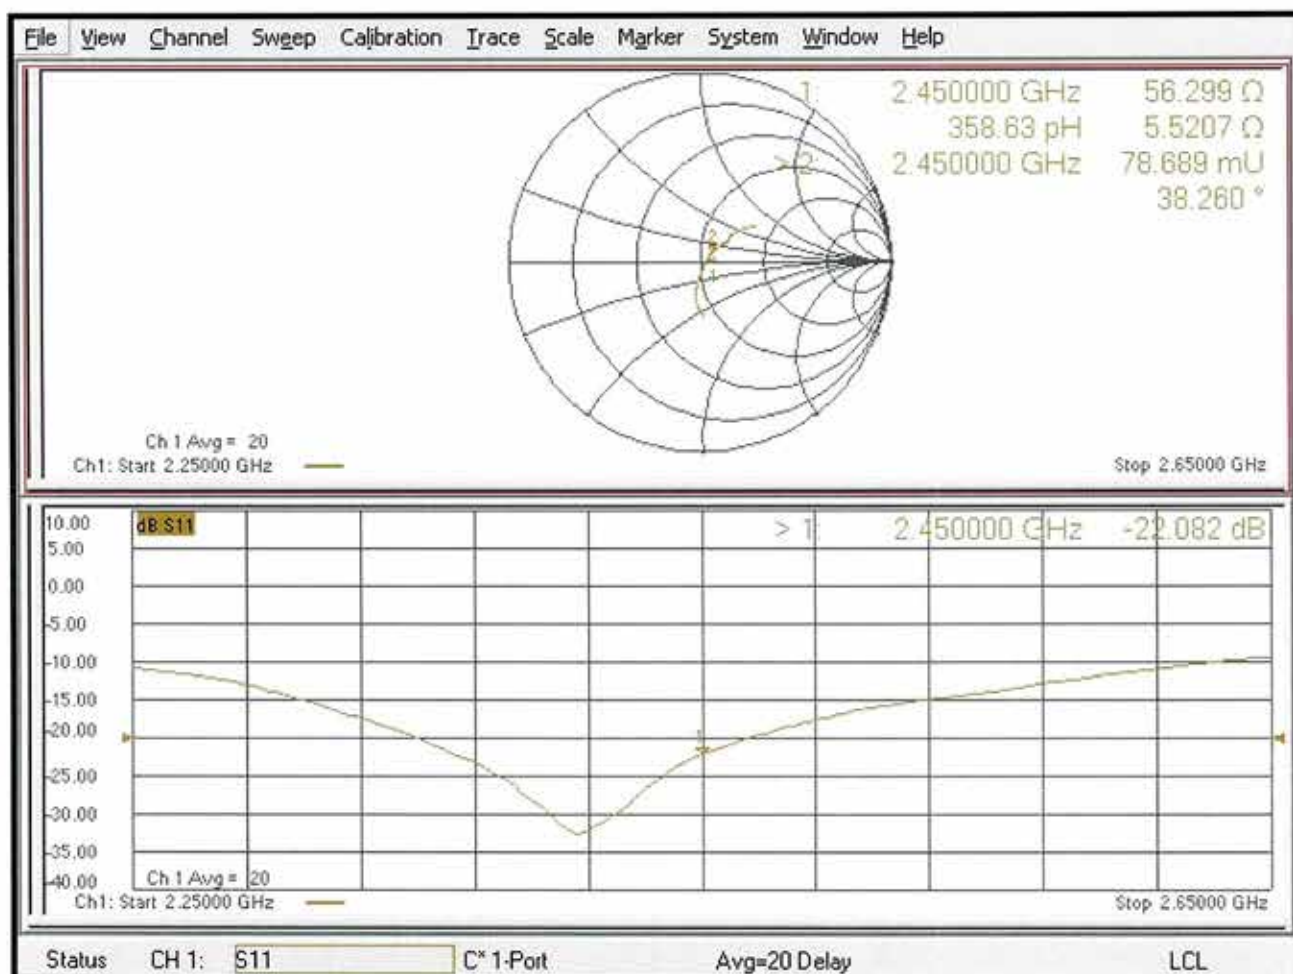 File View Channel Sweep Calibration Trace Scale Marker System Window Help
1: 2.450000 GHz 56.299 Ω
358.63 pH 5.5207 Ω
> 2: 2.450000 GHz 78.689 mU
38.260 °
2
1
Ch 1 Avg = 20
Ch1: Start 2.25000 GHz
Stop 2.65000 GHz
dB S11
> 1: 2.450000 GHz -22.082 dB
10.00
5.00
0.00
-5.00
-10.00
-15.00
-20.00
-25.00
-30.00
-35.00
-40.00
1
Ch 1 Avg = 20
Ch1: Start 2.25000 GHz
Stop 2.65000 GHz
Status CH 1: S11 C* 1-Port Avg=20 Delay LCL